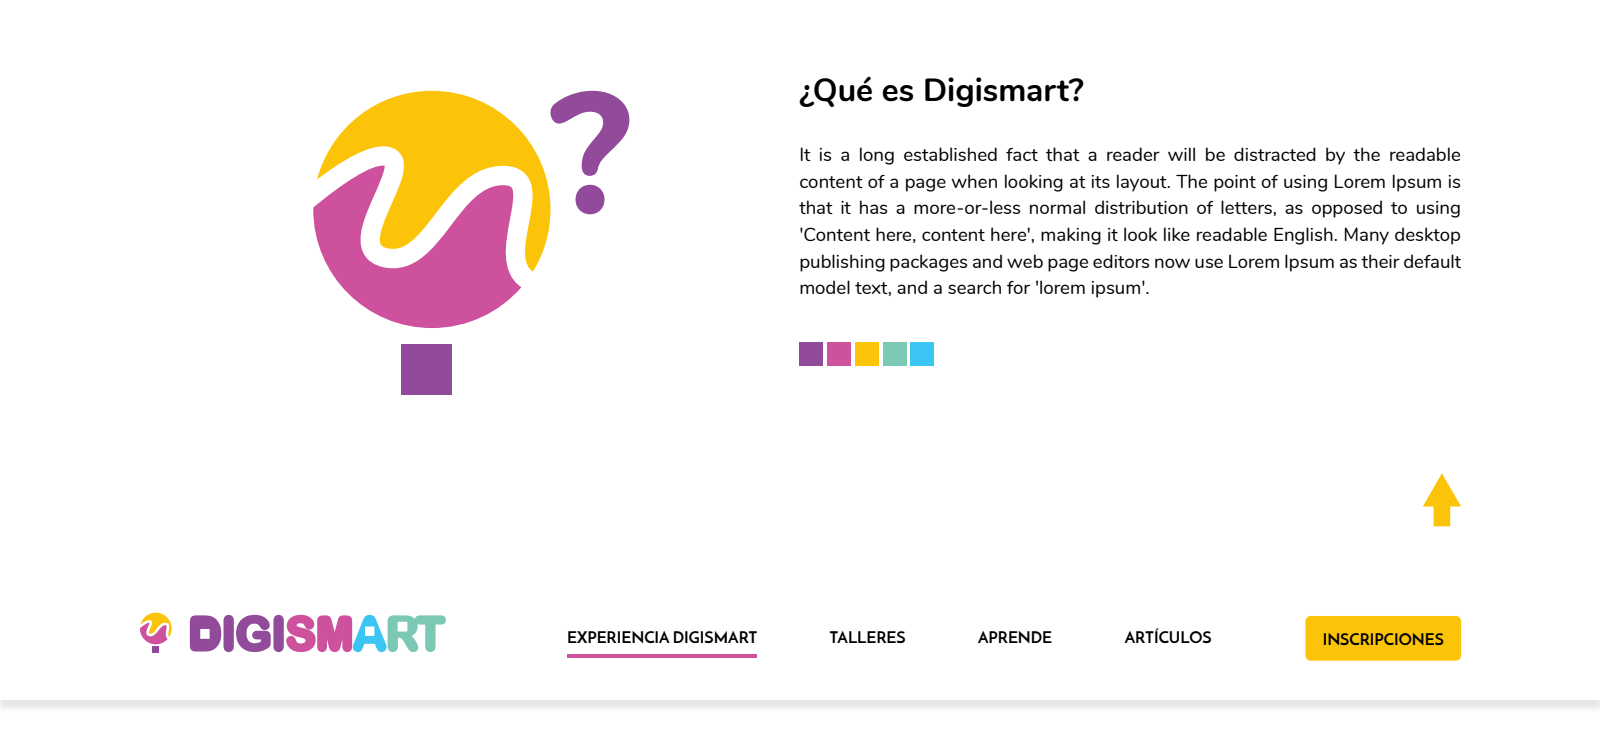 ?
¿Qué es Digismart?
It is a long established fact that a reader will be distracted by the readable
content of a page when looking at its layout. The point of using Lorem Ipsum is
that it has a more-or-less normal distribution of letters, as opposed to using
'Content here, content here', making it look like readable English. Many desktop
publishing packages and web page editors now use Lorem Ipsum as their default
model text, and a search for 'lorem ipsum'.
DIGISMART EXPERIENCIA DIGISMART TALLERES APRENDE ARTÍCULOS INSCRIPCIONES